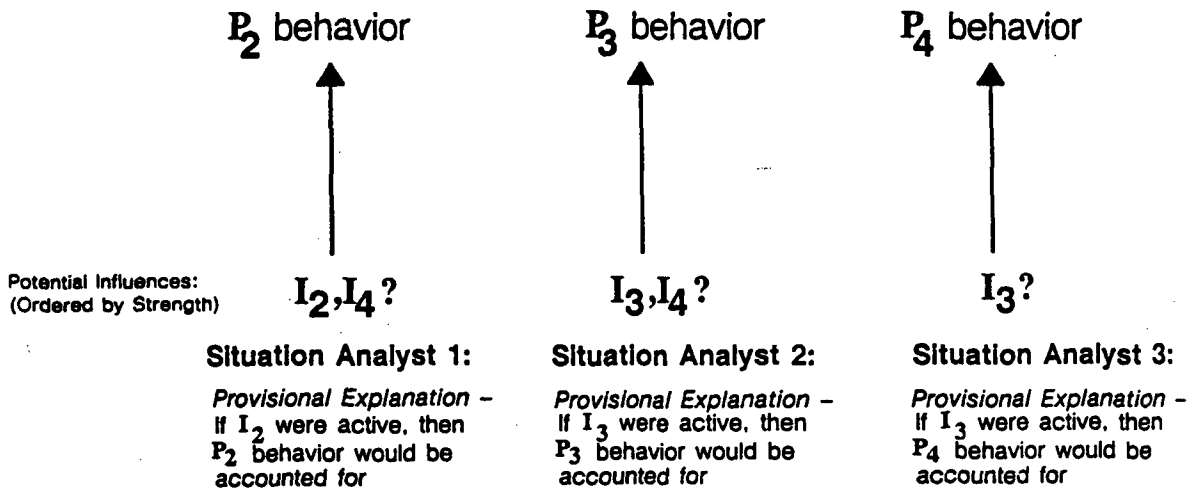 P2 behavior
P3 behavior
P4 behavior
Potential Influences:
(Ordered by Strength)
I2,I4?
I3,I4?
I3?
Situation Analyst 1:
Provisional Explanation –
If I2 were active, then
P2 behavior would be
accounted for
Situation Analyst 2:
Provisional Explanation –
If I3 were active, then
P3 behavior would be
accounted for
Situation Analyst 3:
Provisional Explanation –
If I3 were active, then
P4 behavior would be
accounted for